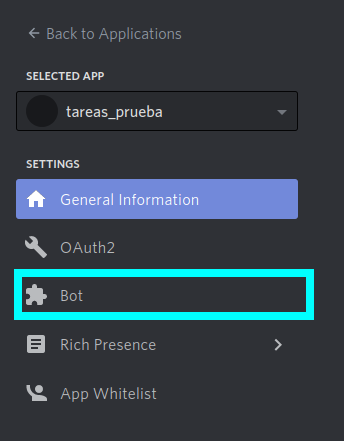 Back to Applications
SELECTED APP
tareas_prueba
SETTINGS
General Information
OAuth2
Bot
Rich Presence
App Whitelist